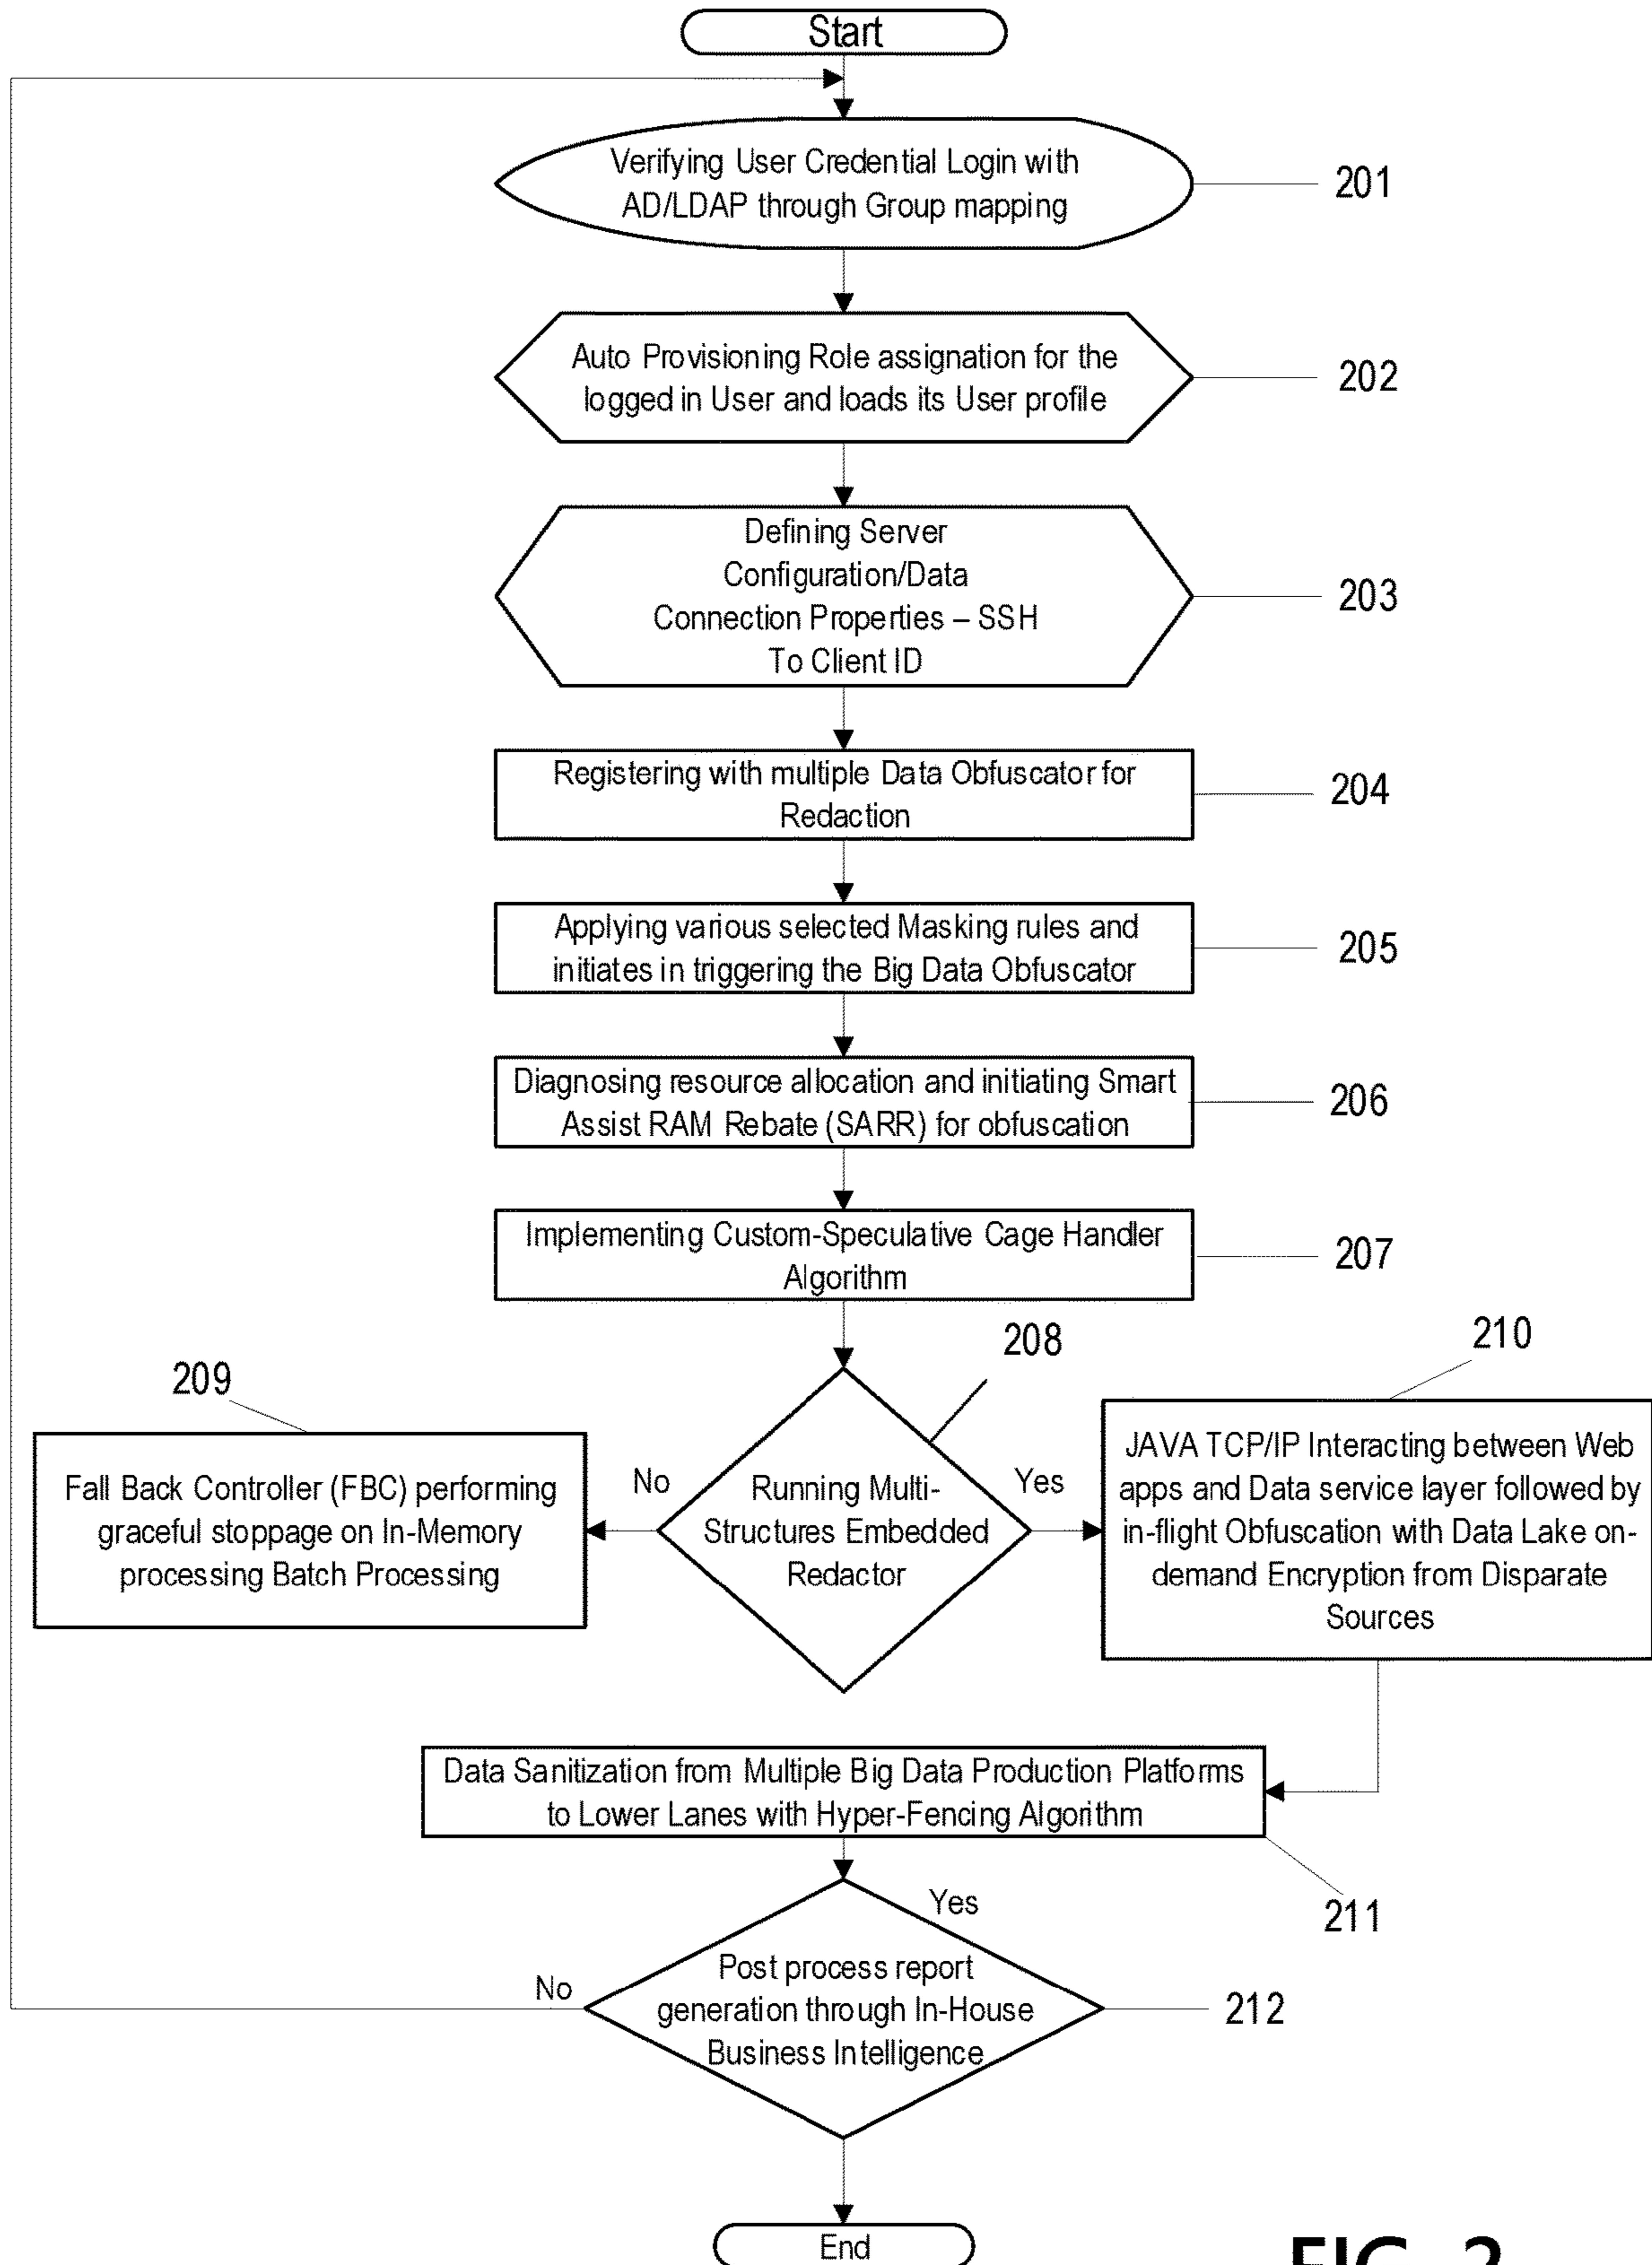 Start
Verifying User Credential Login with
AD/LDAP through Group mapping
201
Auto Provisioning Role assignation for the
logged in User and loads its User profile
202
Defining Server
Configuration/Data
Connection Properties – SSH
To Client ID
203
Registering with multiple Data Obfuscator for
Redaction
204
Applying various selected Masking rules and
initiates in triggering the Big Data Obfuscator
205
Diagnosing resource allocation and initiating Smart
Assist RAM Rebate (SARR) for obfuscation
206
Implementing Custom-Speculative Cage Handler
Algorithm
207
208
Running Multi-
Structures Embedded
Redactor
No
Yes
209
Fall Back Controller (FBC) performing
graceful stoppage on In-Memory
processing Batch Processing
210
JAVA TCP/IP Interacting between Web
apps and Data service layer followed by
in-flight Obfuscation with Data Lake on-
demand Encryption from Disparate
Sources
Data Sanitization from Multiple Big Data Production Platforms
to Lower Lanes with Hyper-Fencing Algorithm
211
Yes
No
Post process report
generation through In-House
Business Intelligence
212
End
FIG. 2